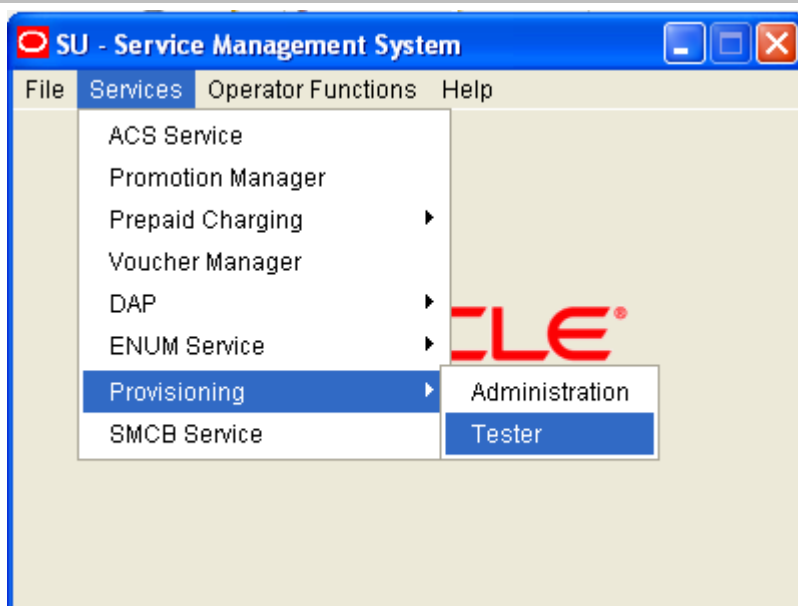 SU - Service Management System
File Services Operator Functions Help
ACS Service
Promotion Manager
Prepaid Charging
Voucher Manager
DAP
ENUM Service
CLE®
Provisioning
Administration
SMCB Service
Tester